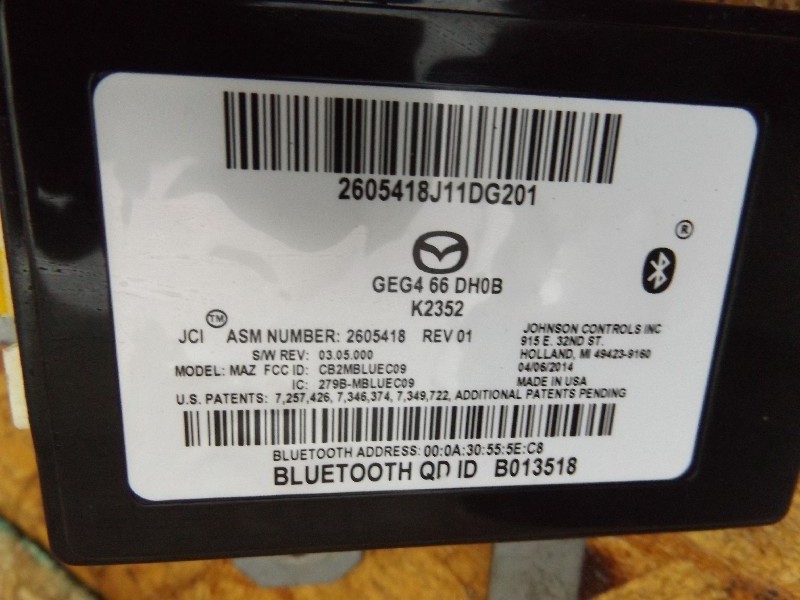 2605418J11DG201
®
GEG4 66 DH0B
K2352
JCI™ ASM NUMBER: 2605418 REV 01
S/W REV: 03.05.000
MODEL: MAZ FCC ID: CB2MBLUEC09
IC: 279B-MBLUEC09
JOHNSON CONTROLS INC
915 E. 32ND ST.
HOLLAND, MI 49423-9160
04/06/2014
MADE IN USA
U.S. PATENTS: 7,257,426, 7,346,374, 7,349,722, ADDITIONAL PATENTS PENDING
BLUETOOTH ADDRESS: 00:0A:30:55:5E:C8
BLUETOOTH QD ID B013518